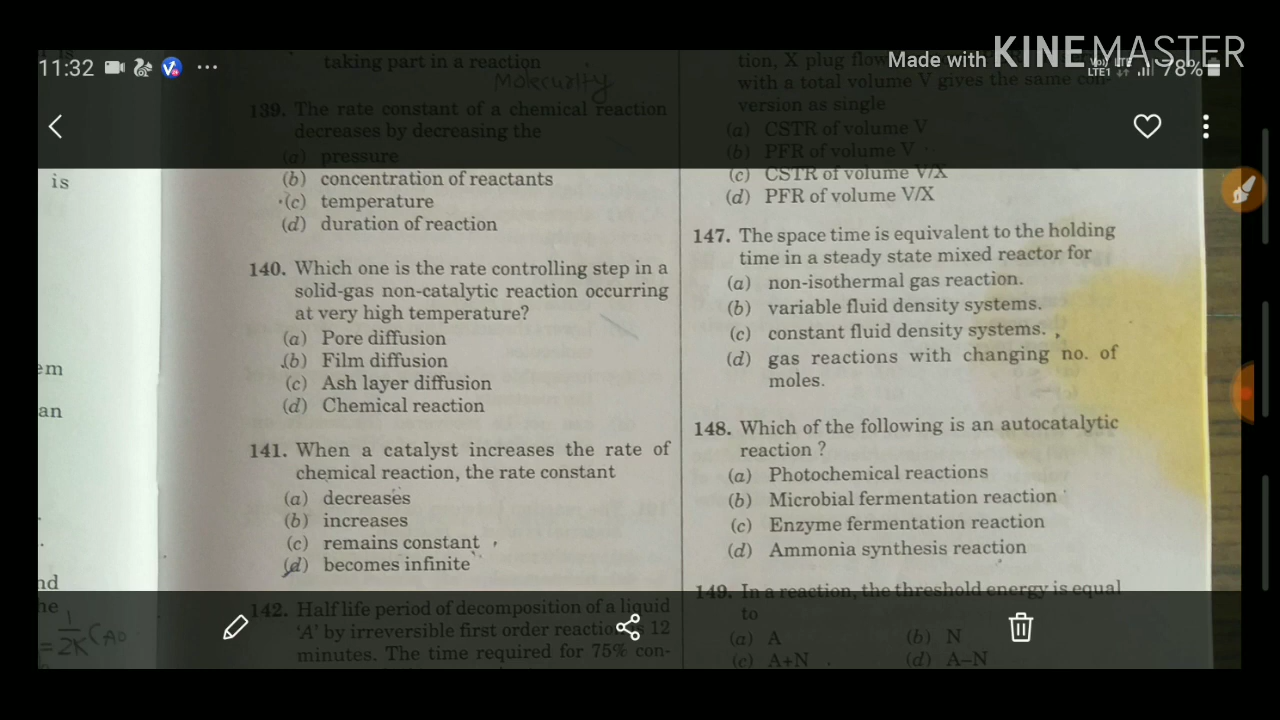 11:32
Made with KINEMASTER
78%
is
em
an
nd
he
= 1/2K (A0
taking part in a reaction
139. The rate constant of a chemical reaction
decreases by decreasing the
(a) pressure
(b) concentration of reactants
(c) temperature
(d) duration of reaction
140. Which one is the rate controlling step in a
solid-gas non-catalytic reaction occurring
at very high temperature?
(a) Pore diffusion
(b) Film diffusion
(c) Ash layer diffusion
(d) Chemical reaction
141. When a catalyst increases the rate of
chemical reaction, the rate constant
(a) decreases
(b) increases
(c) remains constant
(d) becomes infinite
142. Half life period of decomposition of a liquid
'A' by irreversible first order reaction is 12
minutes. The time required for 75% con-
tion, X plug flow
with a total volume V gives the same con-
version as single
(a) CSTR of volume V
(b) PFR of volume V
(c) CSTR of volume V/X
(d) PFR of volume V/X
147. The space time is equivalent to the holding
time in a steady state mixed reactor for
(a) non-isothermal gas reaction.
(b) variable fluid density systems.
(c) constant fluid density systems.
(d) gas reactions with changing no. of
moles.
148. Which of the following is an autocatalytic
reaction ?
(a) Photochemical reactions
(b) Microbial fermentation reaction
(c) Enzyme fermentation reaction
(d) Ammonia synthesis reaction
149. In a reaction, the threshold energy is equal
to
(a) A (b) N
(c) A+N (d) A–N